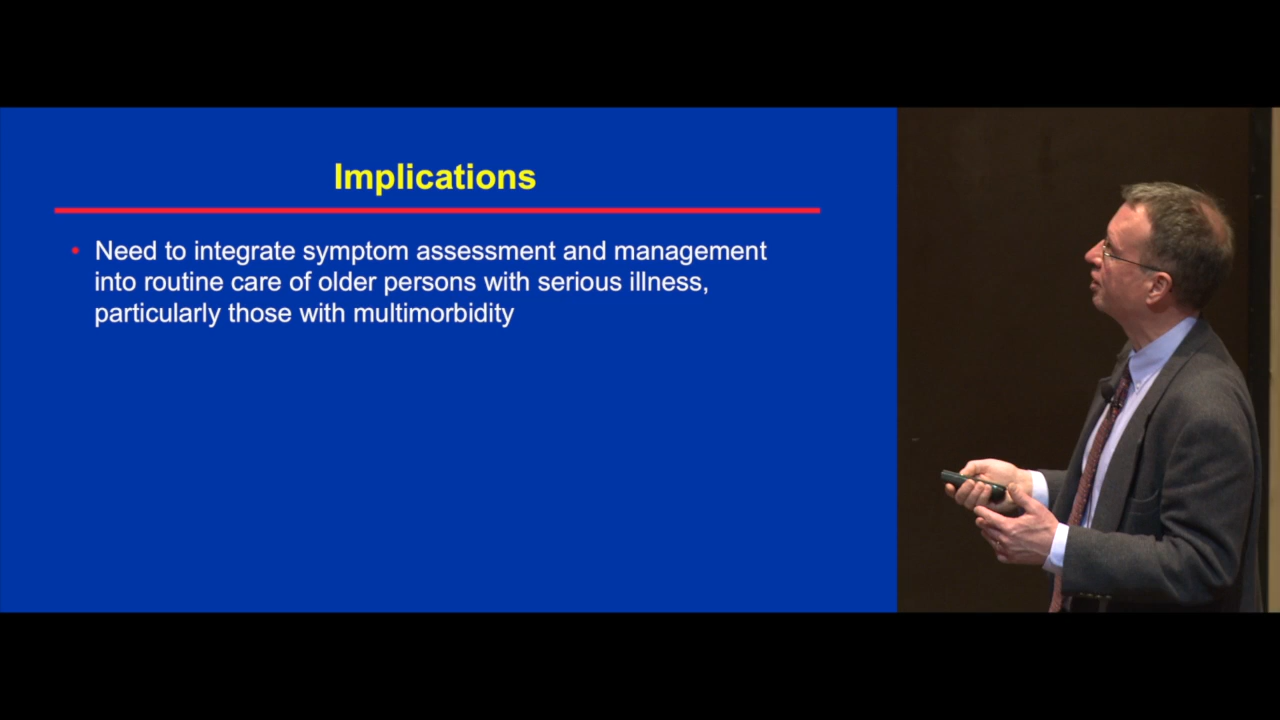 Implications
• Need to integrate symptom assessment and management
into routine care of older persons with serious illness,
particularly those with multimorbidity